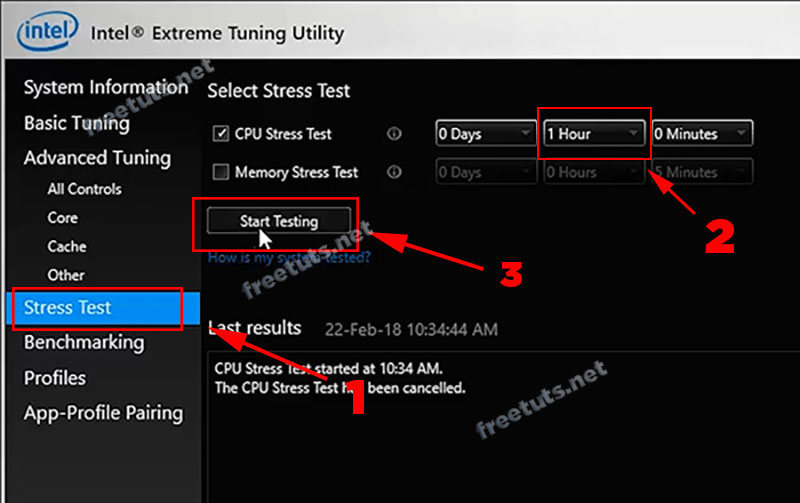 intel Intel® Extreme Tuning Utility
System Information
Basic Tuning
Advanced Tuning
All Controls
Core
Cache
Other
Stress Test
Benchmarking
Profiles
App-Profile Pairing
Select Stress Test
CPU Stress Test 0 Days 1 Hour 0 Minutes
Memory Stress Test 0 Days 0 Hours 5 Minutes
Start Testing
How is my system tested?
Last results 22-Feb-18 10:34:44 AM
CPU Stress Test started at 10:34 AM.
The CPU Stress Test has been cancelled.
1
2
3
freetuts.net
freetuts.net
freetuts.net